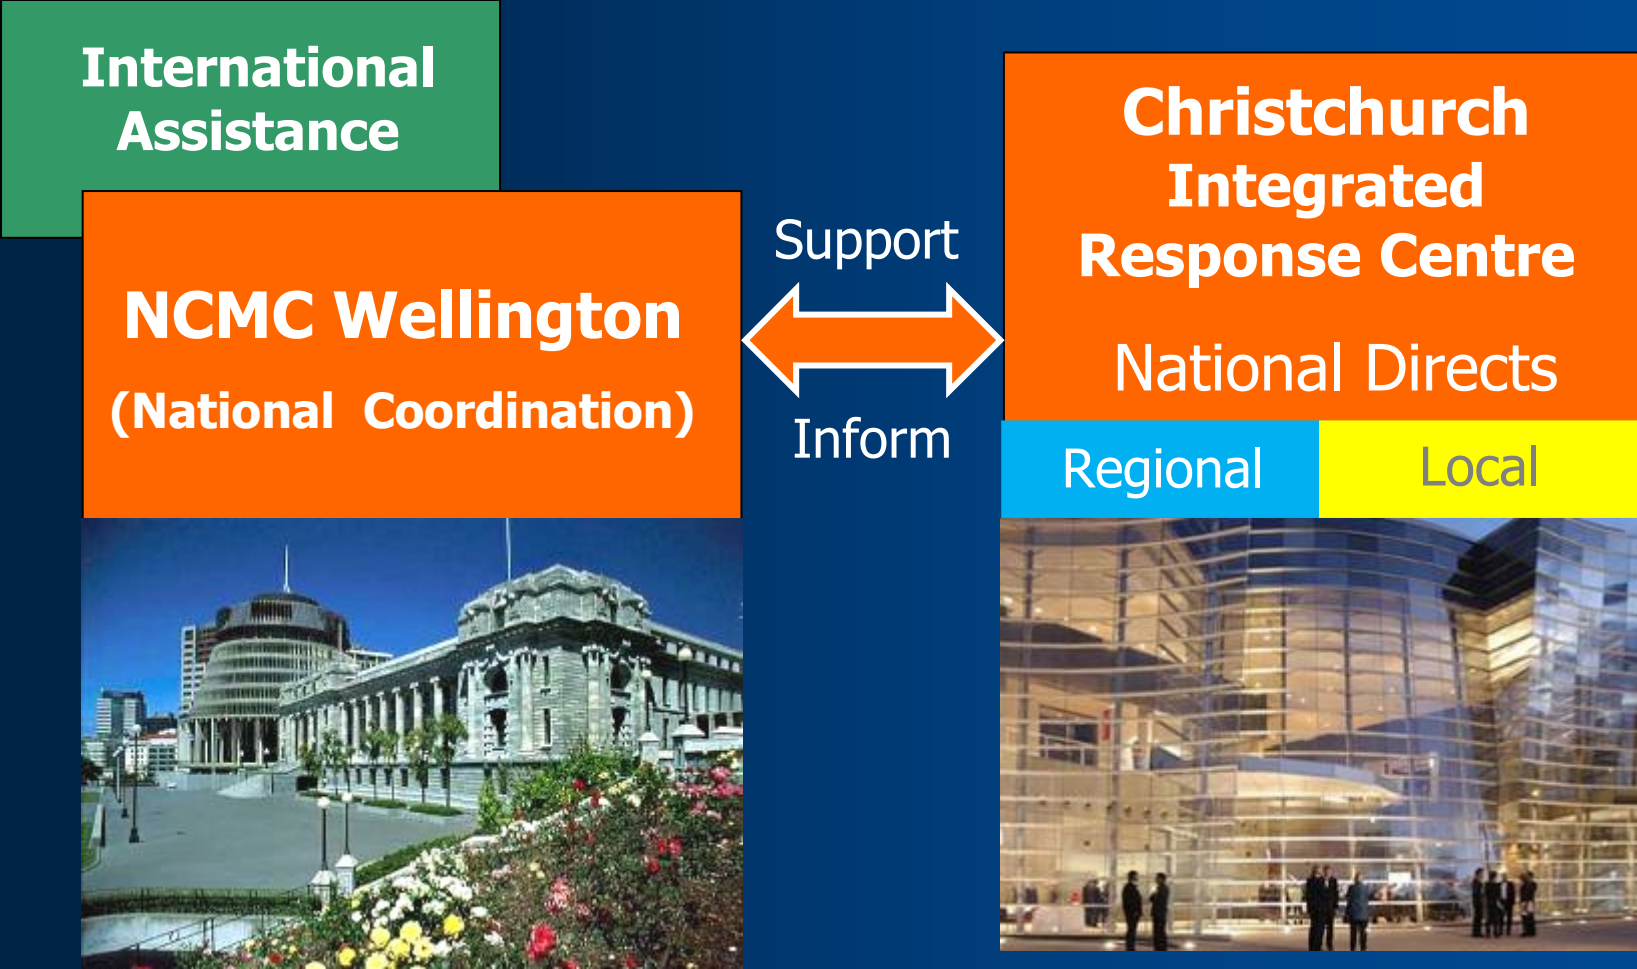 International
Assistance
NCMC Wellington
(National Coordination)
Support
Inform
Christchurch
Integrated
Response Centre
National Directs
Regional
Local